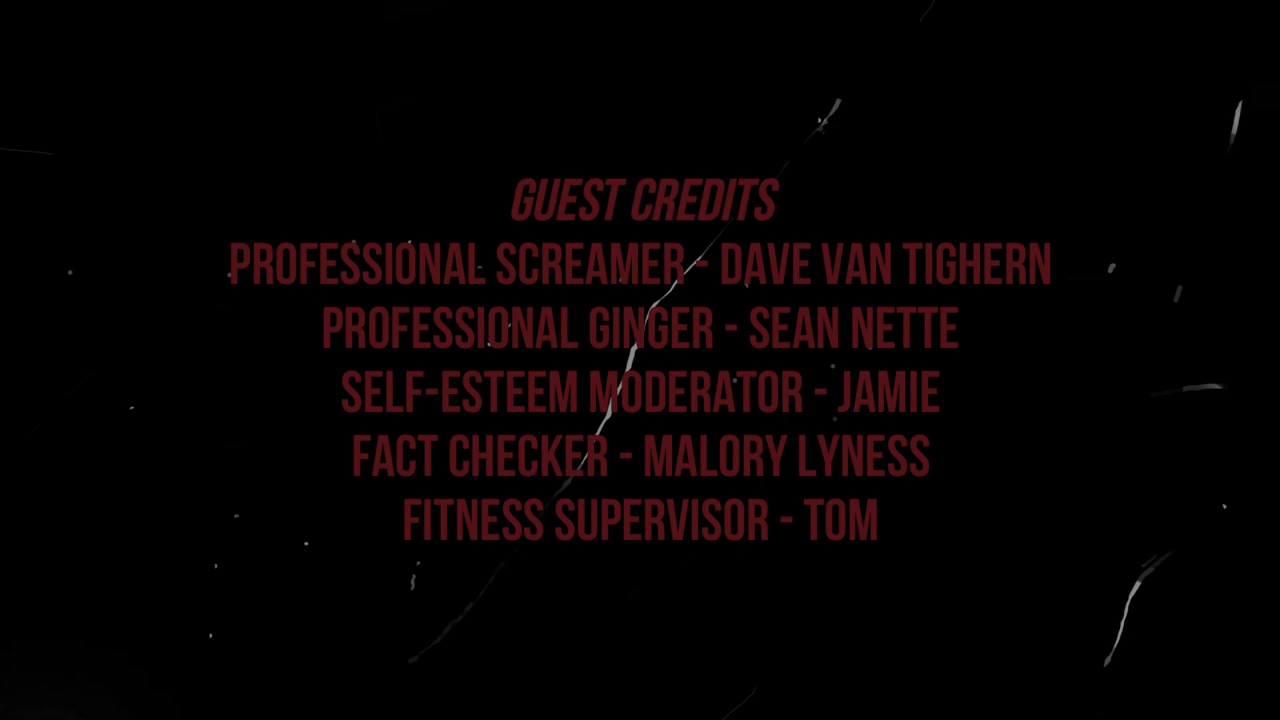 GUEST CREDITS
PROFESSIONAL SCREAMER - DAVE VAN TIGHERN
PROFESSIONAL GINGER - SEAN NETTE
SELF-ESTEEM MODERATOR - JAMIE
FACT CHECKER - MALORY LYNESS
FITNESS SUPERVISOR - TOM